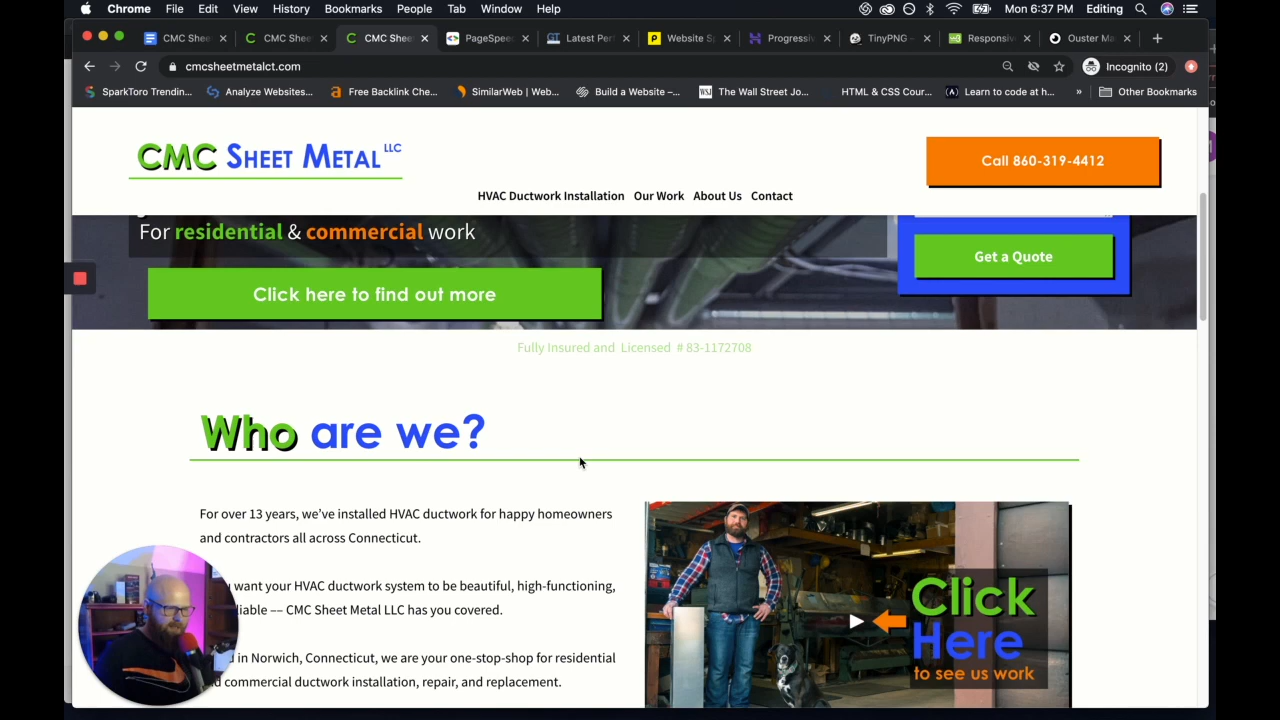 Chrome File Edit View History Bookmarks People Tab Window Help Mon 6:37 PM Editing
CMC Shee CMC Shee CMC Shee PageSpee Latest Perf Website S Progressiv TinyPNG – Responsiv Ouster Ma
cmcsheetmetalct.com Incognito (2)
SparkToro Trendin... Analyze Websites... Free Backlink Che... SimilarWeb | Web... Build a Website –... The Wall Street Jo... HTML & CSS Cour... Learn to code at h... » Other Bookmarks
CMC Sheet Metal LLC
Call 860-319-4412
HVAC Ductwork Installation Our Work About Us Contact
For residential & commercial work
Get a Quote
Click here to find out more
Fully Insured and Licensed # 83-1172708
Who are we?
For over 13 years, we’ve installed HVAC ductwork for happy homeowners
and contractors all across Connecticut.
want your HVAC ductwork system to be beautiful, high-functioning,
liable –– CMC Sheet Metal LLC has you covered.
in Norwich, Connecticut, we are your one-stop-shop for residential
commercial ductwork installation, repair, and replacement.
Click
Here
to see us work